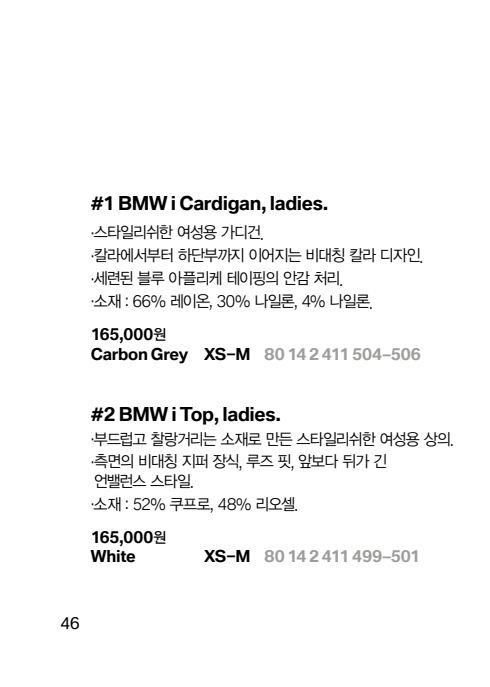 #1 BMW i Cardigan, ladies.
·스타일리쉬한 여성용 가디건.
·칼라에서부터 하단부까지 이어지는 비대칭 칼라 디자인.
·세련된 블루 아플리케 테이핑의 안감 처리.
·소재 : 66% 레이온, 30% 나일론, 4% 나일론.
165,000원
Carbon Grey XS–M 80 14 2 411 504–506
#2 BMW i Top, ladies.
·부드럽고 찰랑거리는 소재로 만든 스타일리쉬한 여성용 상의.
·측면의 비대칭 지퍼 장식, 루즈 핏, 앞보다 뒤가 긴
언밸런스 스타일.
·소재 : 52% 쿠프로, 48% 리오셀.
165,000원
White XS–M 80 14 2 411 499–501
46